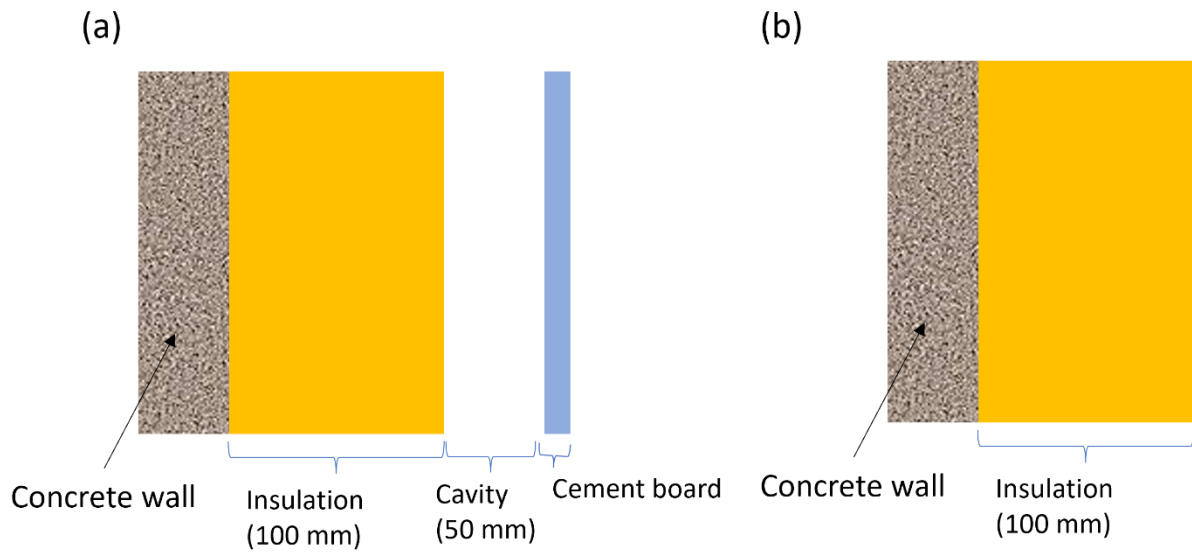 (a)
Concrete wall
Insulation
(100 mm)
Cavity
(50 mm)
Cement board
(b)
Concrete wall
Insulation
(100 mm)